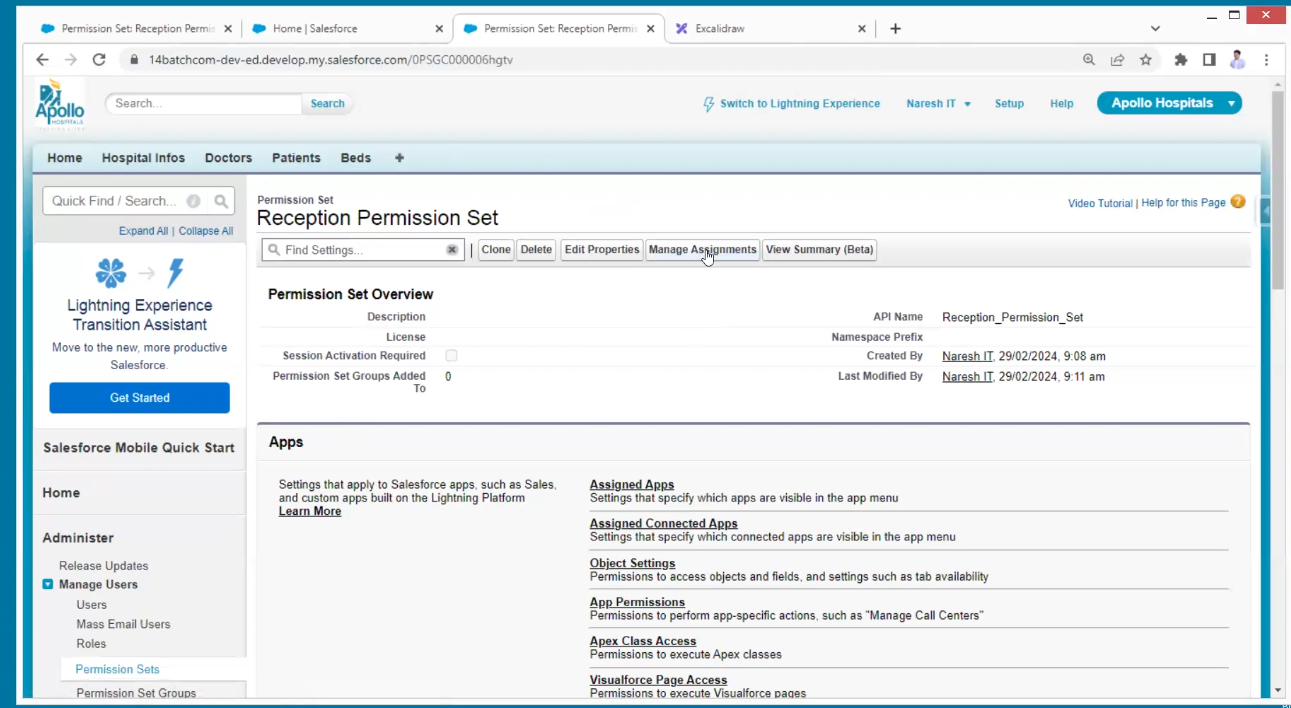 Permission Set: Reception Permis
Home | Salesforce
Permission Set: Reception Permis
Excalidraw
14batchcom-dev-ed.develop.my.salesforce.com/0PSGC000006hgtv
Apollo
HOSPITALS
Search...
Search
Switch to Lightning Experience
Naresh IT
Setup
Help
Apollo Hospitals
Home
Hospital Infos
Doctors
Patients
Beds
Quick Find / Search...
Expand All | Collapse All
Lightning Experience
Transition Assistant
Move to the new, more productive
Salesforce.
Get Started
Salesforce Mobile Quick Start
Home
Administer
Release Updates
Manage Users
Users
Mass Email Users
Roles
Permission Sets
Permission Set Groups
Permission Set
Reception Permission Set
Video Tutorial | Help for this Page
Find Settings...
Clone
Delete
Edit Properties
Manage Assignments
View Summary (Beta)
Permission Set Overview
Description
API Name Reception_Permission_Set
License
Namespace Prefix
Session Activation Required
Created By Naresh IT, 29/02/2024, 9:08 am
Permission Set Groups Added
To
0
Last Modified By Naresh IT, 29/02/2024, 9:11 am
Apps
Settings that apply to Salesforce apps, such as Sales,
and custom apps built on the Lightning Platform
Learn More
Assigned Apps
Settings that specify which apps are visible in the app menu
Assigned Connected Apps
Settings that specify which connected apps are visible in the app menu
Object Settings
Permissions to access objects and fields, and settings such as tab availability
App Permissions
Permissions to perform app-specific actions, such as "Manage Call Centers"
Apex Class Access
Permissions to execute Apex classes
Visualforce Page Access
Permissions to execute Visualforce pages